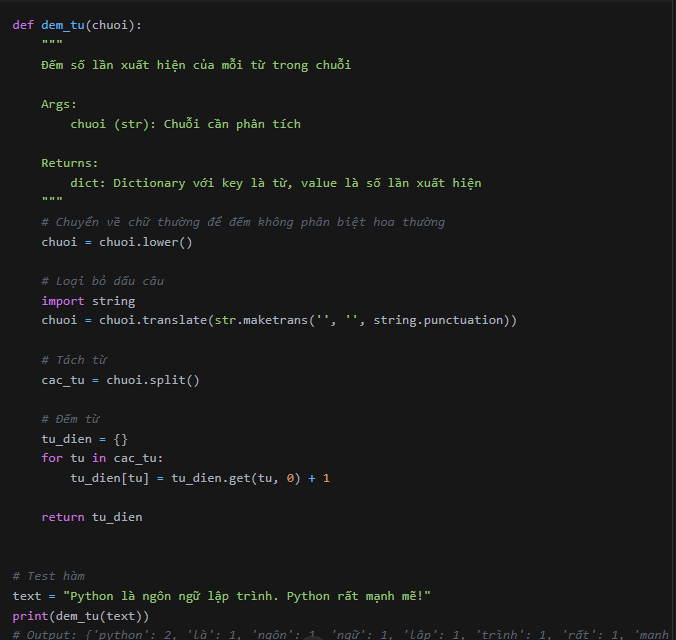 def dem_tu(chuoi):
    """
    Đếm số lần xuất hiện của mỗi từ trong chuỗi

    Args:
        chuoi (str): Chuỗi cần phân tích

    Returns:
        dict: Dictionary với key là từ, value là số lần xuất hiện
    """
    # Chuyển về chữ thường để đếm không phân biệt hoa thường
    chuoi = chuoi.lower()

    # Loại bỏ dấu câu
    import string
    chuoi = chuoi.translate(str.maketrans('', '', string.punctuation))

    # Tách từ
    cac_tu = chuoi.split()

    # Đếm từ
    tu_dien = {}
    for tu in cac_tu:
        tu_dien[tu] = tu_dien.get(tu, 0) + 1

    return tu_dien


# Test hàm
text = "Python là ngôn ngữ lập trình. Python rất mạnh mẽ!"
print(dem_tu(text))
# Output: {'python': 2, 'là': 1, 'ngôn': 1, 'ngữ': 1, 'lập': 1, 'trình': 1, 'rất': 1, 'mạnh